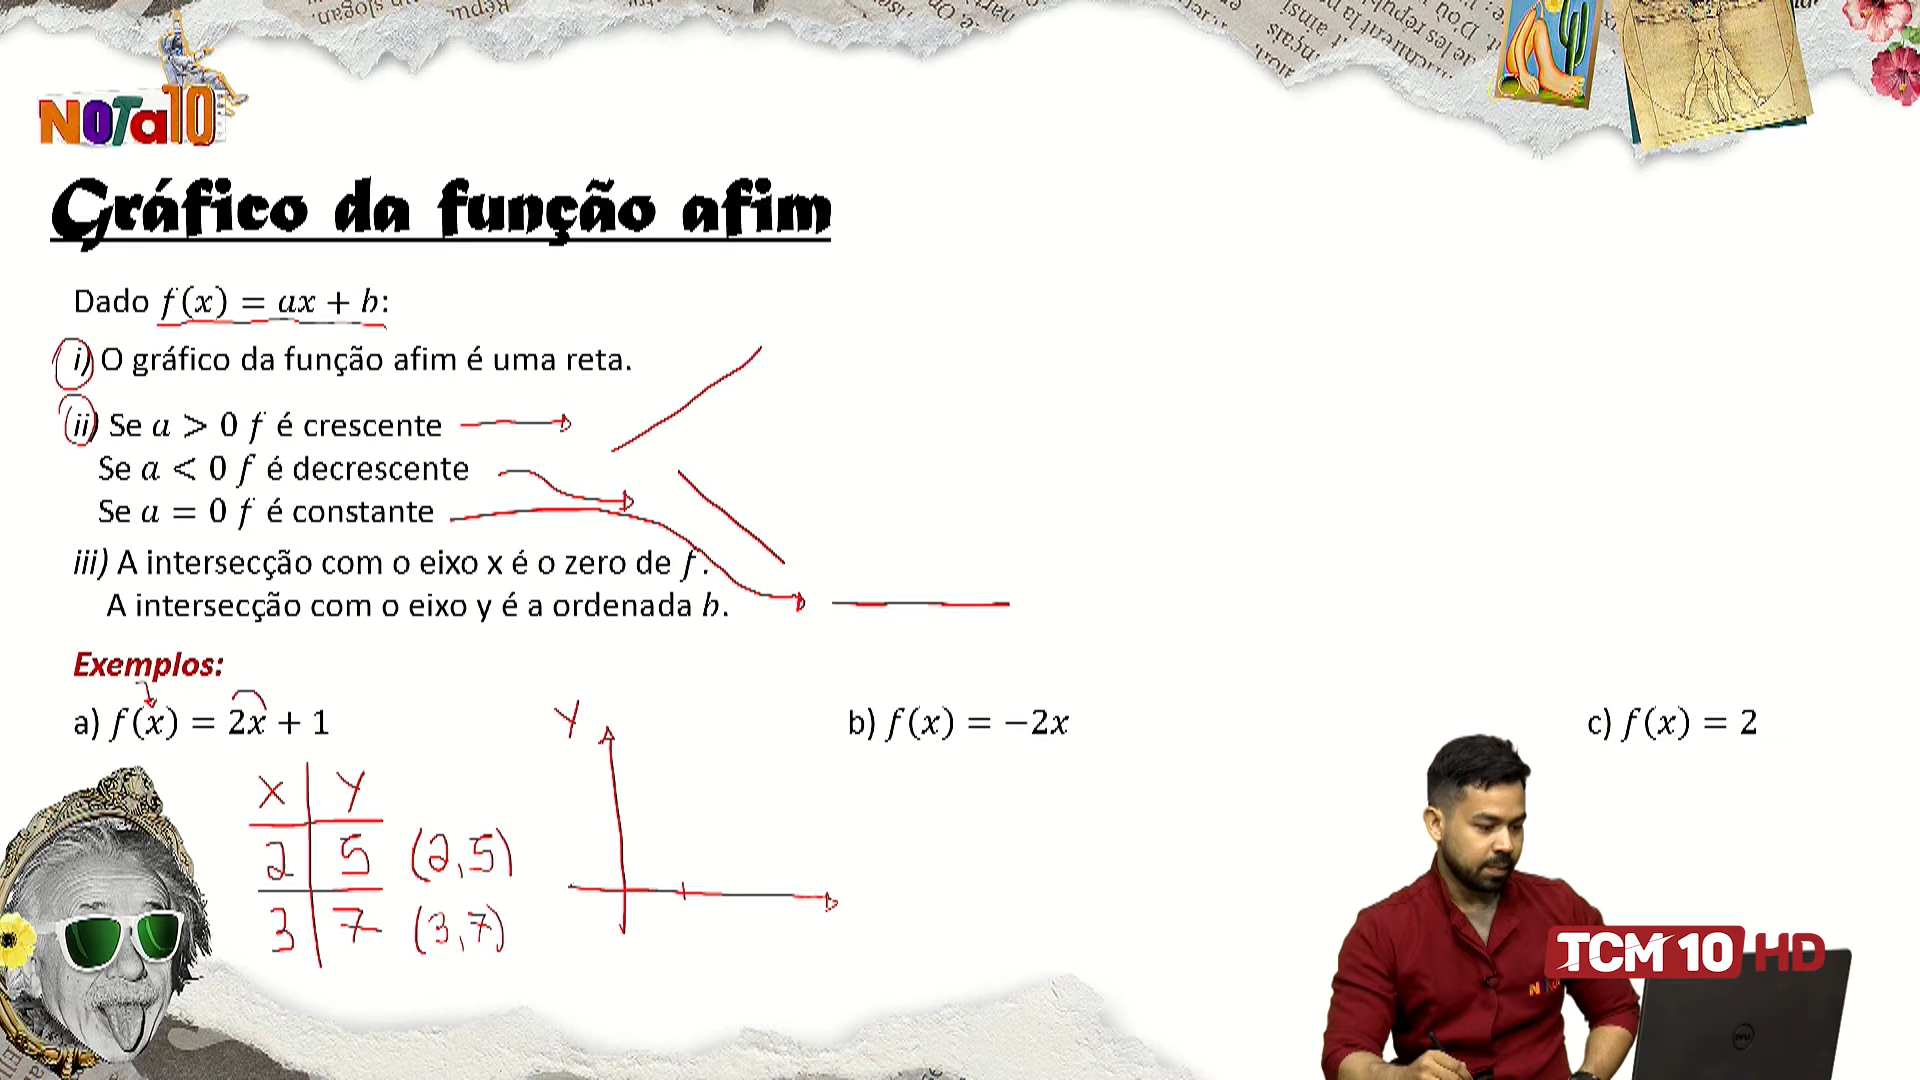 NOTa10
Gráfico da função afim
Dado f(x) = ax + b:
i) O gráfico da função afim é uma reta.
ii) Se a > 0 f é crescente
Se a < 0 f é decrescente
Se a = 0 f é constante
iii) A intersecção com o eixo x é o zero de f.
A intersecção com o eixo y é a ordenada b.
Exemplos:
a) f(x) = 2x + 1
Y
b) f(x) = −2x
c) f(x) = 2
X Y
2 5 (2,5)
3 7 (3,7)
TCM 10 HD
DELL